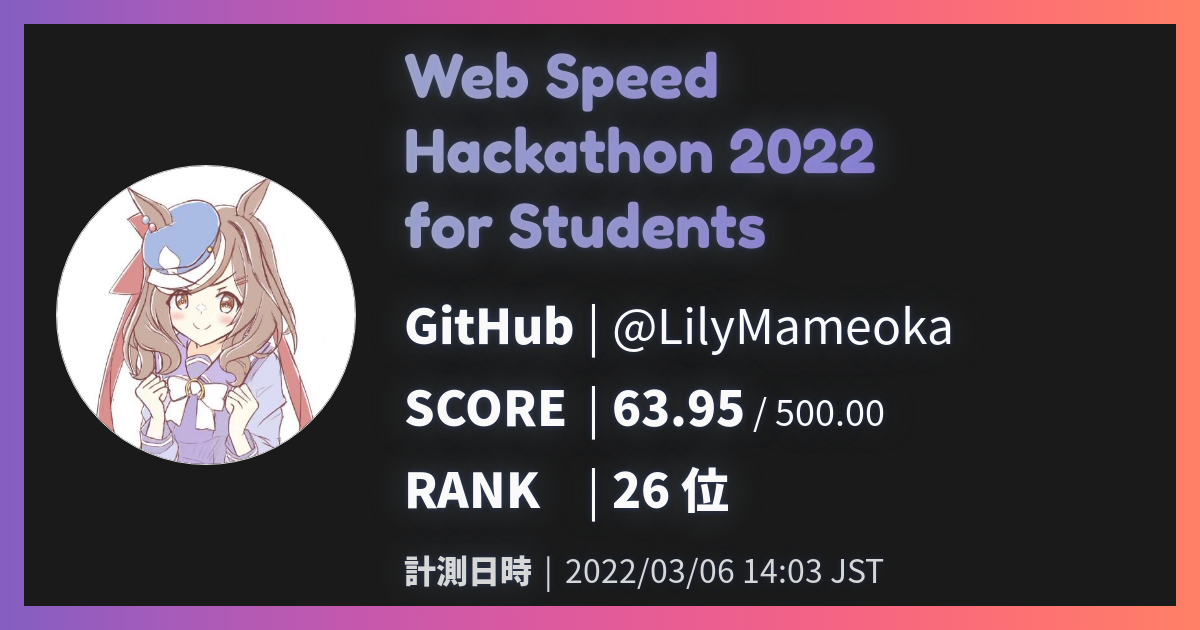 Web Speed
Hackathon 2022
for Students
GitHub | @LilyMameoka
SCORE | 63.95 / 500.00
RANK | 26 位
計測日時 | 2022/03/06 14:03 JST